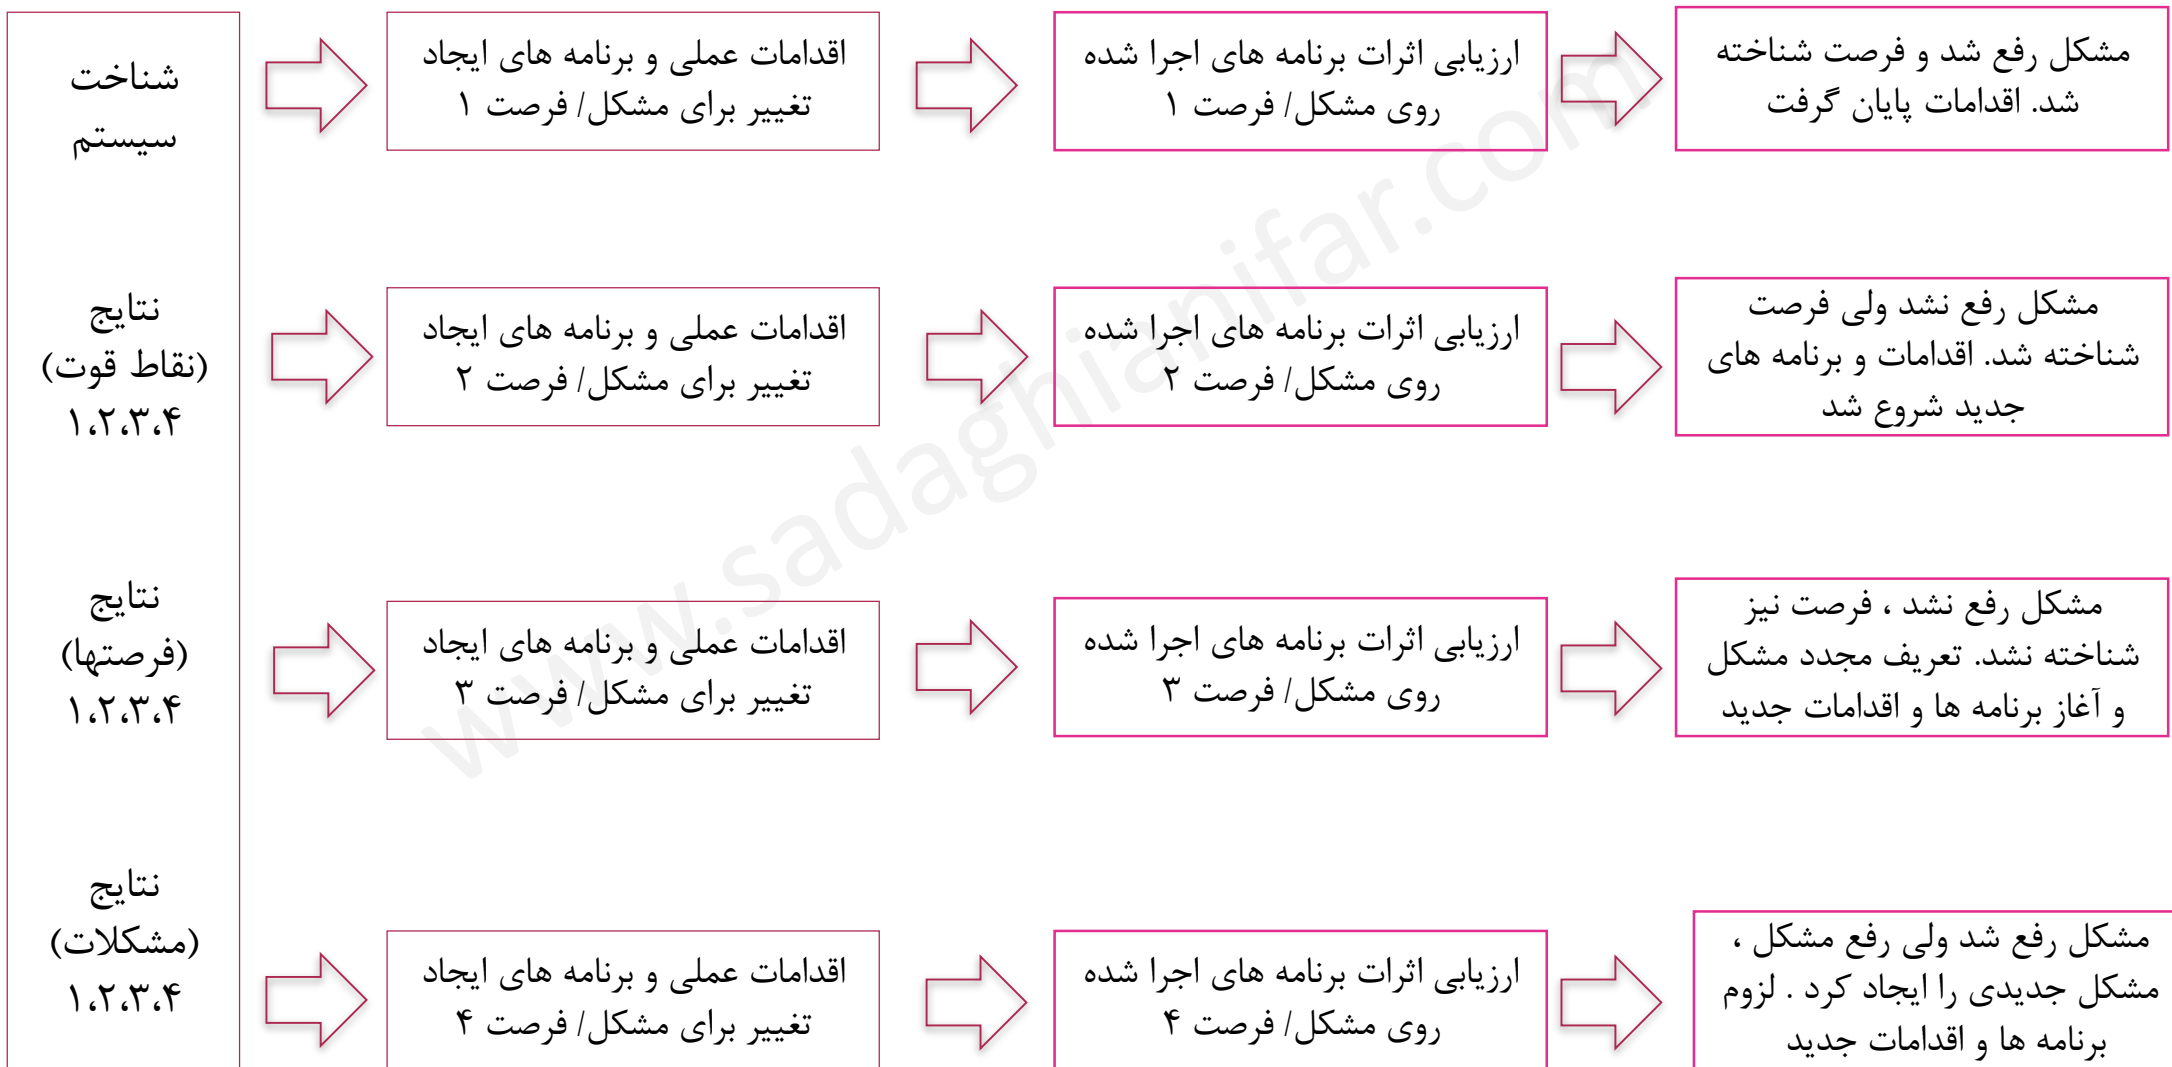 شناخت
سیستم
نتایج
(نقاط قوت)
۱،۲،۳،۴
نتایج
(فرصتها)
۱،۲،۳،۴
نتایج
(مشکلات)
۱،۲،۳،۴
اقدامات عملی و برنامه های ایجاد
تغییر برای مشکل/ فرصت ۱
ارزیابی اثرات برنامه های اجرا شده
روی مشکل/ فرصت ۱
مشکل رفع شد و فرصت شناخته
شد. اقدامات پایان گرفت
اقدامات عملی و برنامه های ایجاد
تغییر برای مشکل/ فرصت ۲
ارزیابی اثرات برنامه های اجرا شده
روی مشکل/ فرصت ۲
مشکل رفع نشد ولی فرصت
شناخته شد. اقدامات و برنامه های
جدید شروع شد
اقدامات عملی و برنامه های ایجاد
تغییر برای مشکل/ فرصت ۳
ارزیابی اثرات برنامه های اجرا شده
روی مشکل/ فرصت ۳
مشکل رفع نشد ، فرصت نیز
شناخته نشد. تعریف مجدد مشکل
و آغاز برنامه ها و اقدامات جدید
اقدامات عملی و برنامه های ایجاد
تغییر برای مشکل/ فرصت ۴
ارزیابی اثرات برنامه های اجرا شده
روی مشکل/ فرصت ۴
مشکل رفع شد ولی رفع مشکل ،
مشکل جدیدی را ایجاد کرد . لزوم
برنامه ها و اقدامات جدید
www.sadaghianifar.com